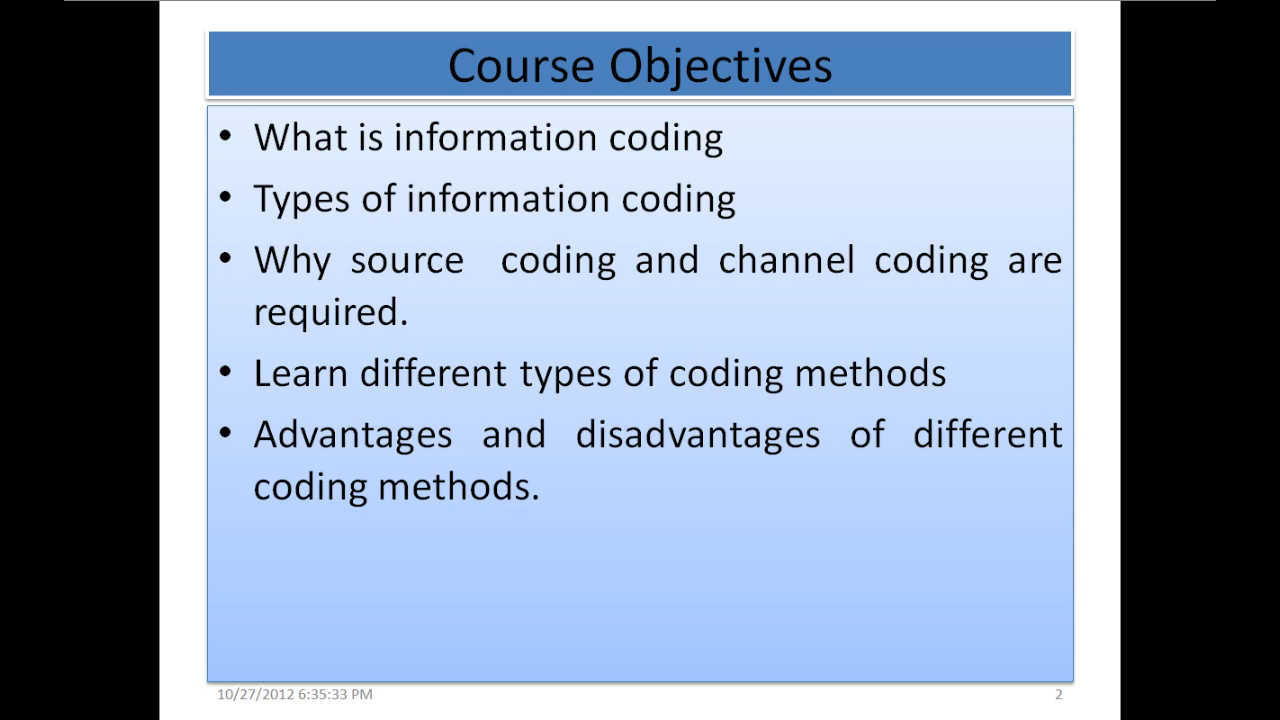 Course Objectives
• What is information coding
• Types of information coding
• Why source coding and channel coding are
required.
• Learn different types of coding methods
• Advantages and disadvantages of different
coding methods.
10/27/2012 6:35:33 PM
2